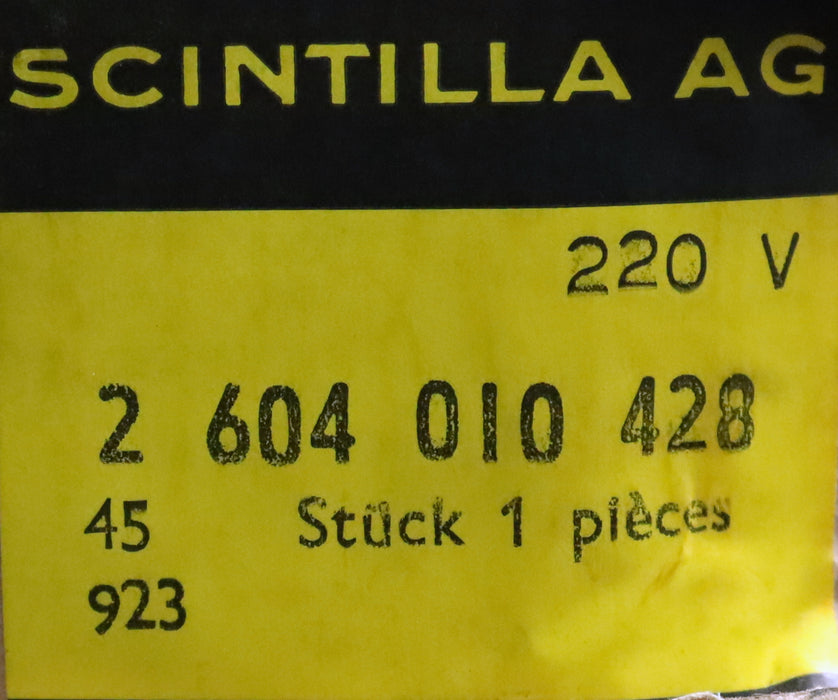 SCINTILLA AG
220 V
2 604 010 428
45 Stück 1 pièces
923